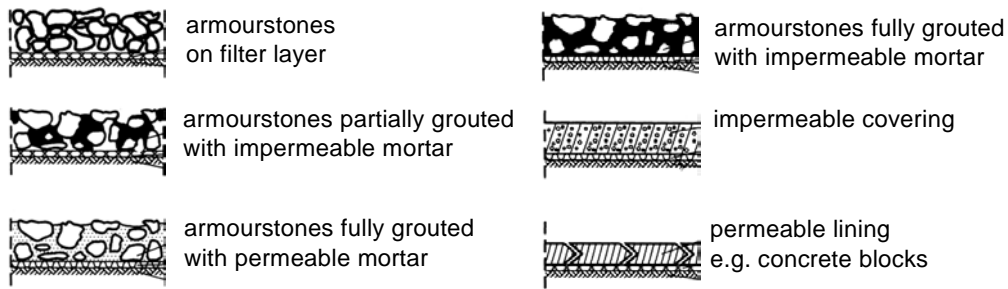 armourstones
on filter layer
armourstones partially grouted
with impermeable mortar
armourstones fully grouted
with permeable mortar
armourstones fully grouted
with impermeable mortar
impermeable covering
permeable lining
e.g. concrete blocks